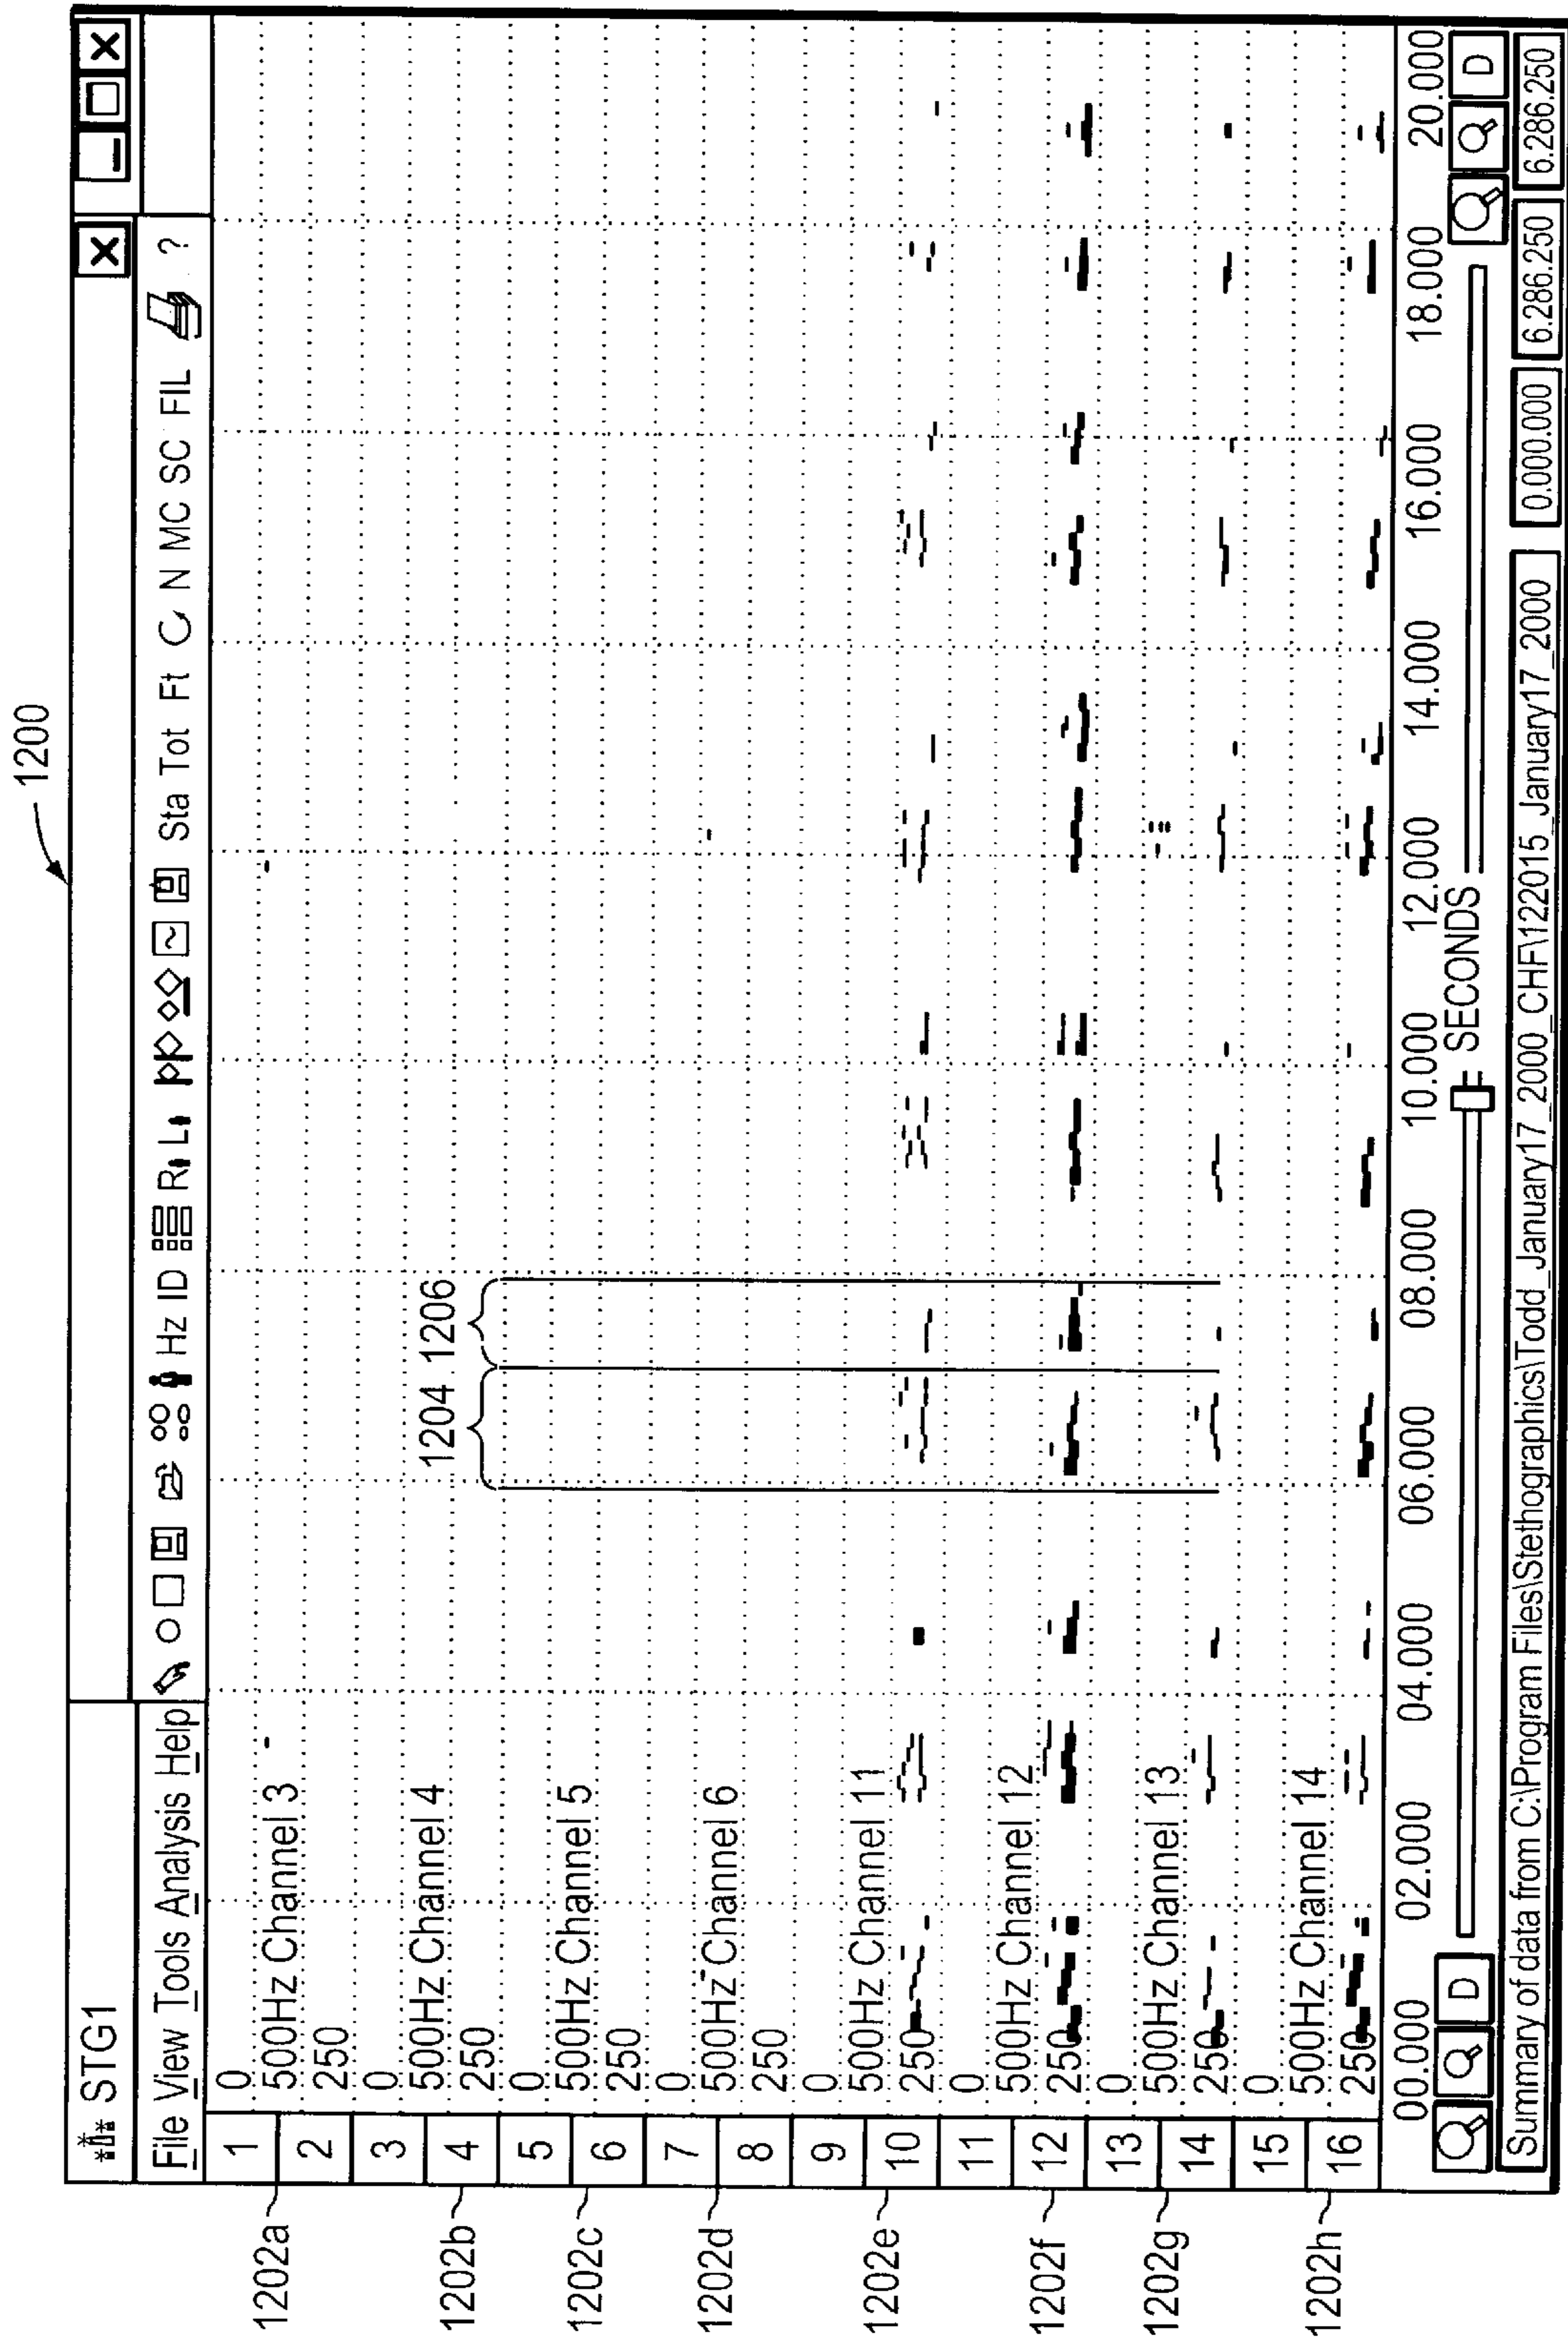 1200
STG1
File View Tools Analysis Help
Hz ID R L
Sta Tot Ft
N MC SC FIL
?
1204 1206
1
2
3
4
5
6
7
8
9
10
11
12
13
14
15
16
1202a
1202b
1202c
1202d
1202e
1202f
1202g
1202h
0
500Hz Channel 3
250
0
500Hz Channel 4
250
0
500Hz Channel 5
250
0
500Hz Channel 6
250
0
500Hz Channel 11
250
0
500Hz Channel 12
250
0
500Hz Channel 13
250
0
500Hz Channel 14
250
00.000 02.000 04.000 06.000 08.000 10.000 12.000 14.000 16.000 18.000 20.000
D SECONDS D
Summary of data from C:\Program Files\Stethographics\Todd_January17_2000_CHF\122015_January17_2000
0.000.000 6.286.250 6.286.250